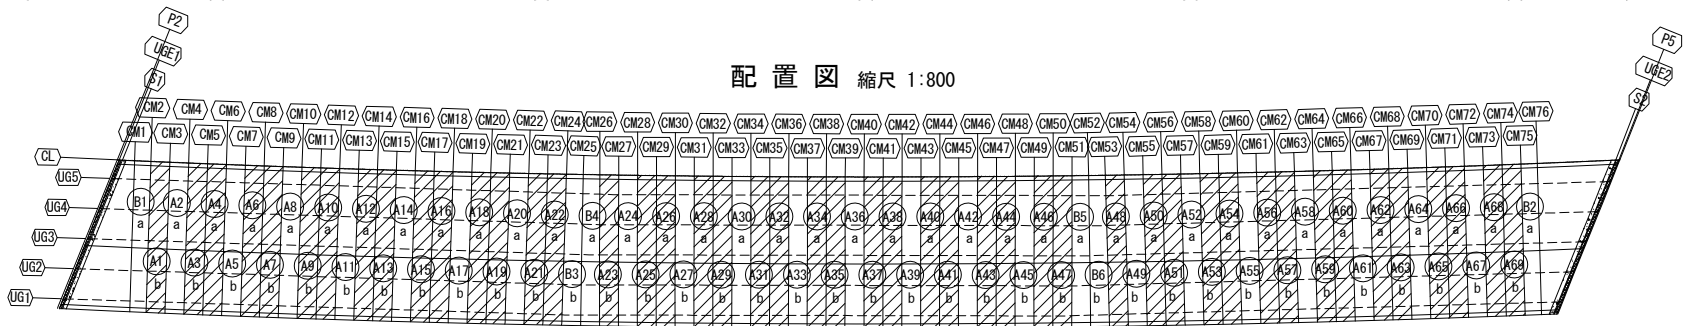 P2
P5
UGE1
UGE2
配 置 図 縮尺 1:800
S1
S2
CM2 CM4 CM6 CM8 CM10 CM12 CM14 CM16 CM18 CM20 CM22 CM24 CM26 CM28 CM30 CM32 CM34 CM36 CM38 CM40 CM42 CM44 CM46 CM48 CM50 CM52 CM54 CM56 CM58 CM60 CM62 CM64 CM66 CM68 CM70 CM72 CM74 CM76
CM1 CM3 CM5 CM7 CM9 CM11 CM13 CM15 CM17 CM19 CM21 CM23 CM25 CM27 CM29 CM31 CM33 CM35 CM37 CM39 CM41 CM43 CM45 CM47 CM49 CM51 CM53 CM55 CM57 CM59 CM61 CM63 CM65 CM67 CM69 CM71 CM73 CM75
CL
UG5
UG4
B1 A2 A4 A6 A8 A10 A12 A14 A16 A18 A20 A22 B4 A24 A26 A28 A30 A32 A34 A36 A38 A40 A42 A44 A46 B5 A48 A50 A52 A54 A56 A58 A60 A62 A64 A66 A68 B2
a a a a a a a a a a a a a a a a a a a a a a a a a a a a a a a a a a a a a a
UG3
UG2
A1 A3 A5 A7 A9 A11 A13 A15 A17 A19 A21 B3 A23 A25 A27 A29 A31 A33 A35 A37 A39 A41 A43 A45 A47 B6 A49 A51 A53 A55 A57 A59 A61 A63 A65 A67 A69
b b b b b b b b b b b b b b b b b b b b b b b b b b b b b b b b b b b b b
UG1